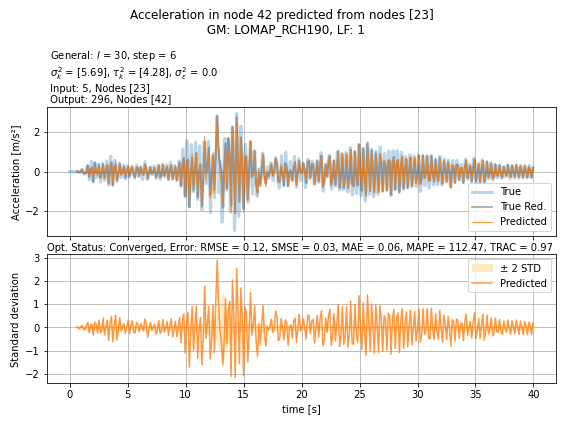 Acceleration in node 42 predicted from nodes [23]
GM: LOMAP_RCH190, LF: 1
General: l = 30, step = 6
σ²ₖ = [5.69], τ²ₖ = [4.28], σ²ε = 0.0
Input: 5, Nodes [23]
Output: 296, Nodes [42]
Acceleration [m/s²]
2
0
−2
True
True Red.
Predicted
Opt. Status: Converged, Error: RMSE = 0.12, SMSE = 0.03, MAE = 0.06, MAPE = 112.47, TRAC = 0.97
Standard deviation
3
2
1
0
−1
−2
± 2 STD
Predicted
0 5 10 15 20 25 30 35 40
time [s]